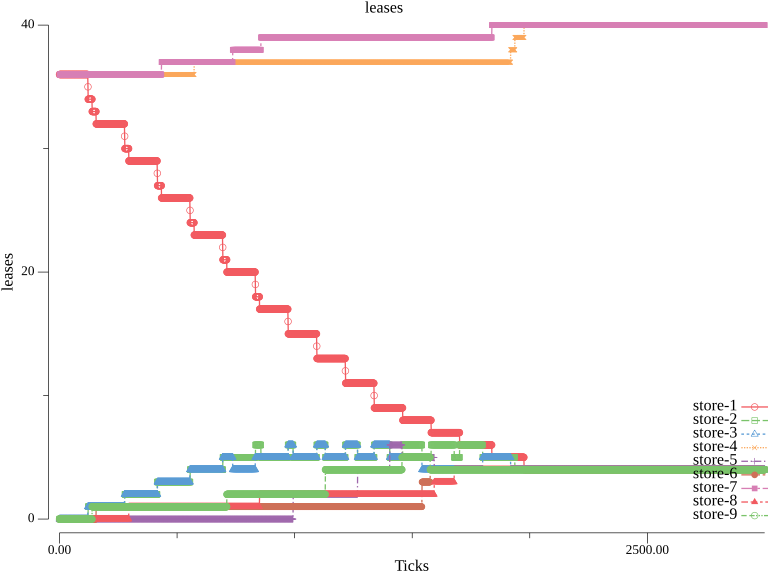 leases
40
20
0
leases
0.00
2500.00
Ticks
store-1
store-2
store-3
store-4
store-5
store-6
store-7
store-8
store-9